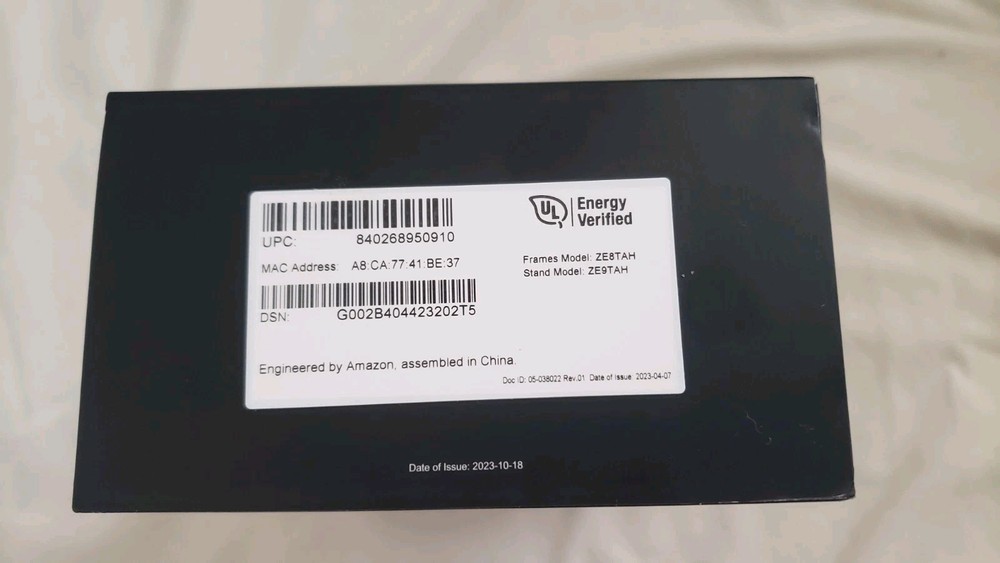 UPC: 840268950910
MAC Address: A8:CA:77:41:BE:37
DSN: G002B404423202T5
UL Energy Verified
Frames Model: ZE8TAH
Stand Model: ZE9TAH
Engineered by Amazon, assembled in China.
Doc ID: 05-038022 Rev.01 Date of Issue: 2023-04-07
Date of Issue: 2023-10-18